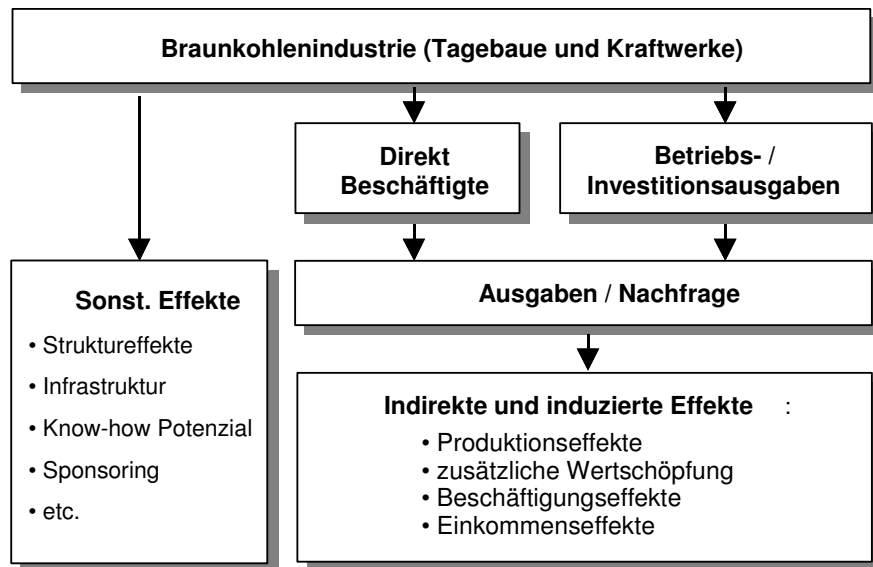 Braunkohlenindustrie (Tagebaue und Kraftwerke)
Direkt
Beschäftigte
Betriebs- /
Investitionsausgaben
Ausgaben / Nachfrage
Sonst. Effekte
• Struktureffekte
• Infrastruktur
• Know-how Potenzial
• Sponsoring
• etc.
Indirekte und induzierte Effekte :
• Produktionseffekte
• zusätzliche Wertschöpfung
• Beschäftigungseffekte
• Einkommenseffekte